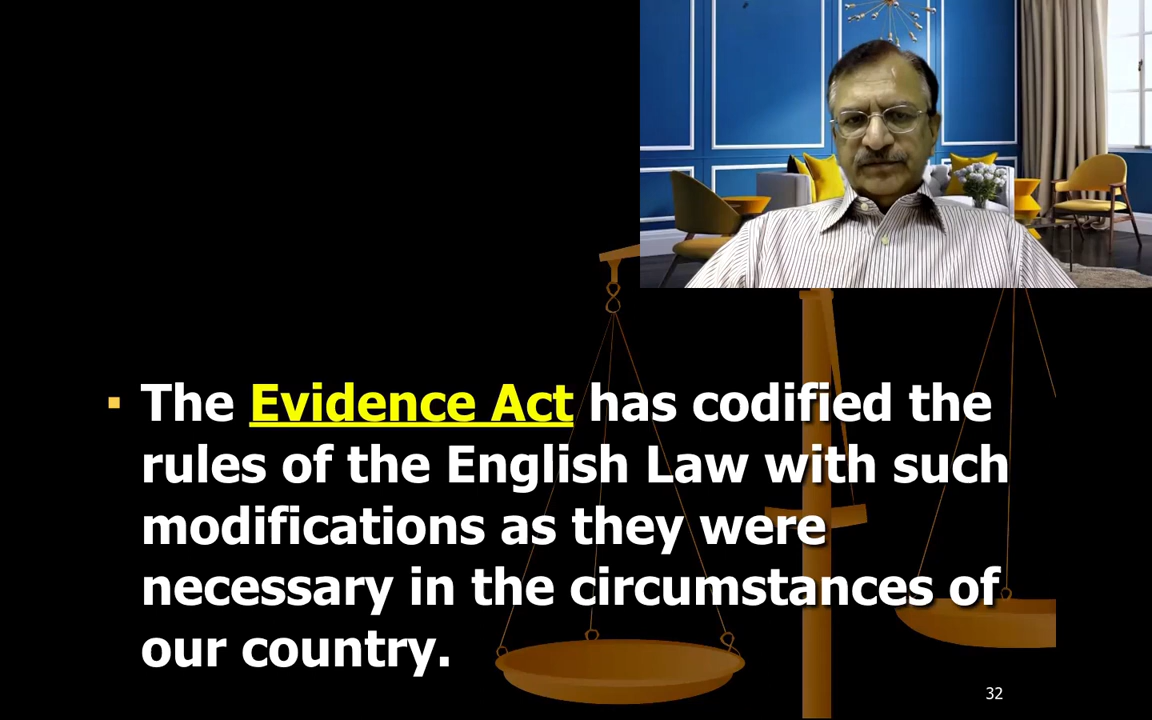 The Evidence Act has codified the
rules of the English Law with such
modifications as they were
necessary in the circumstances of
our country.
32